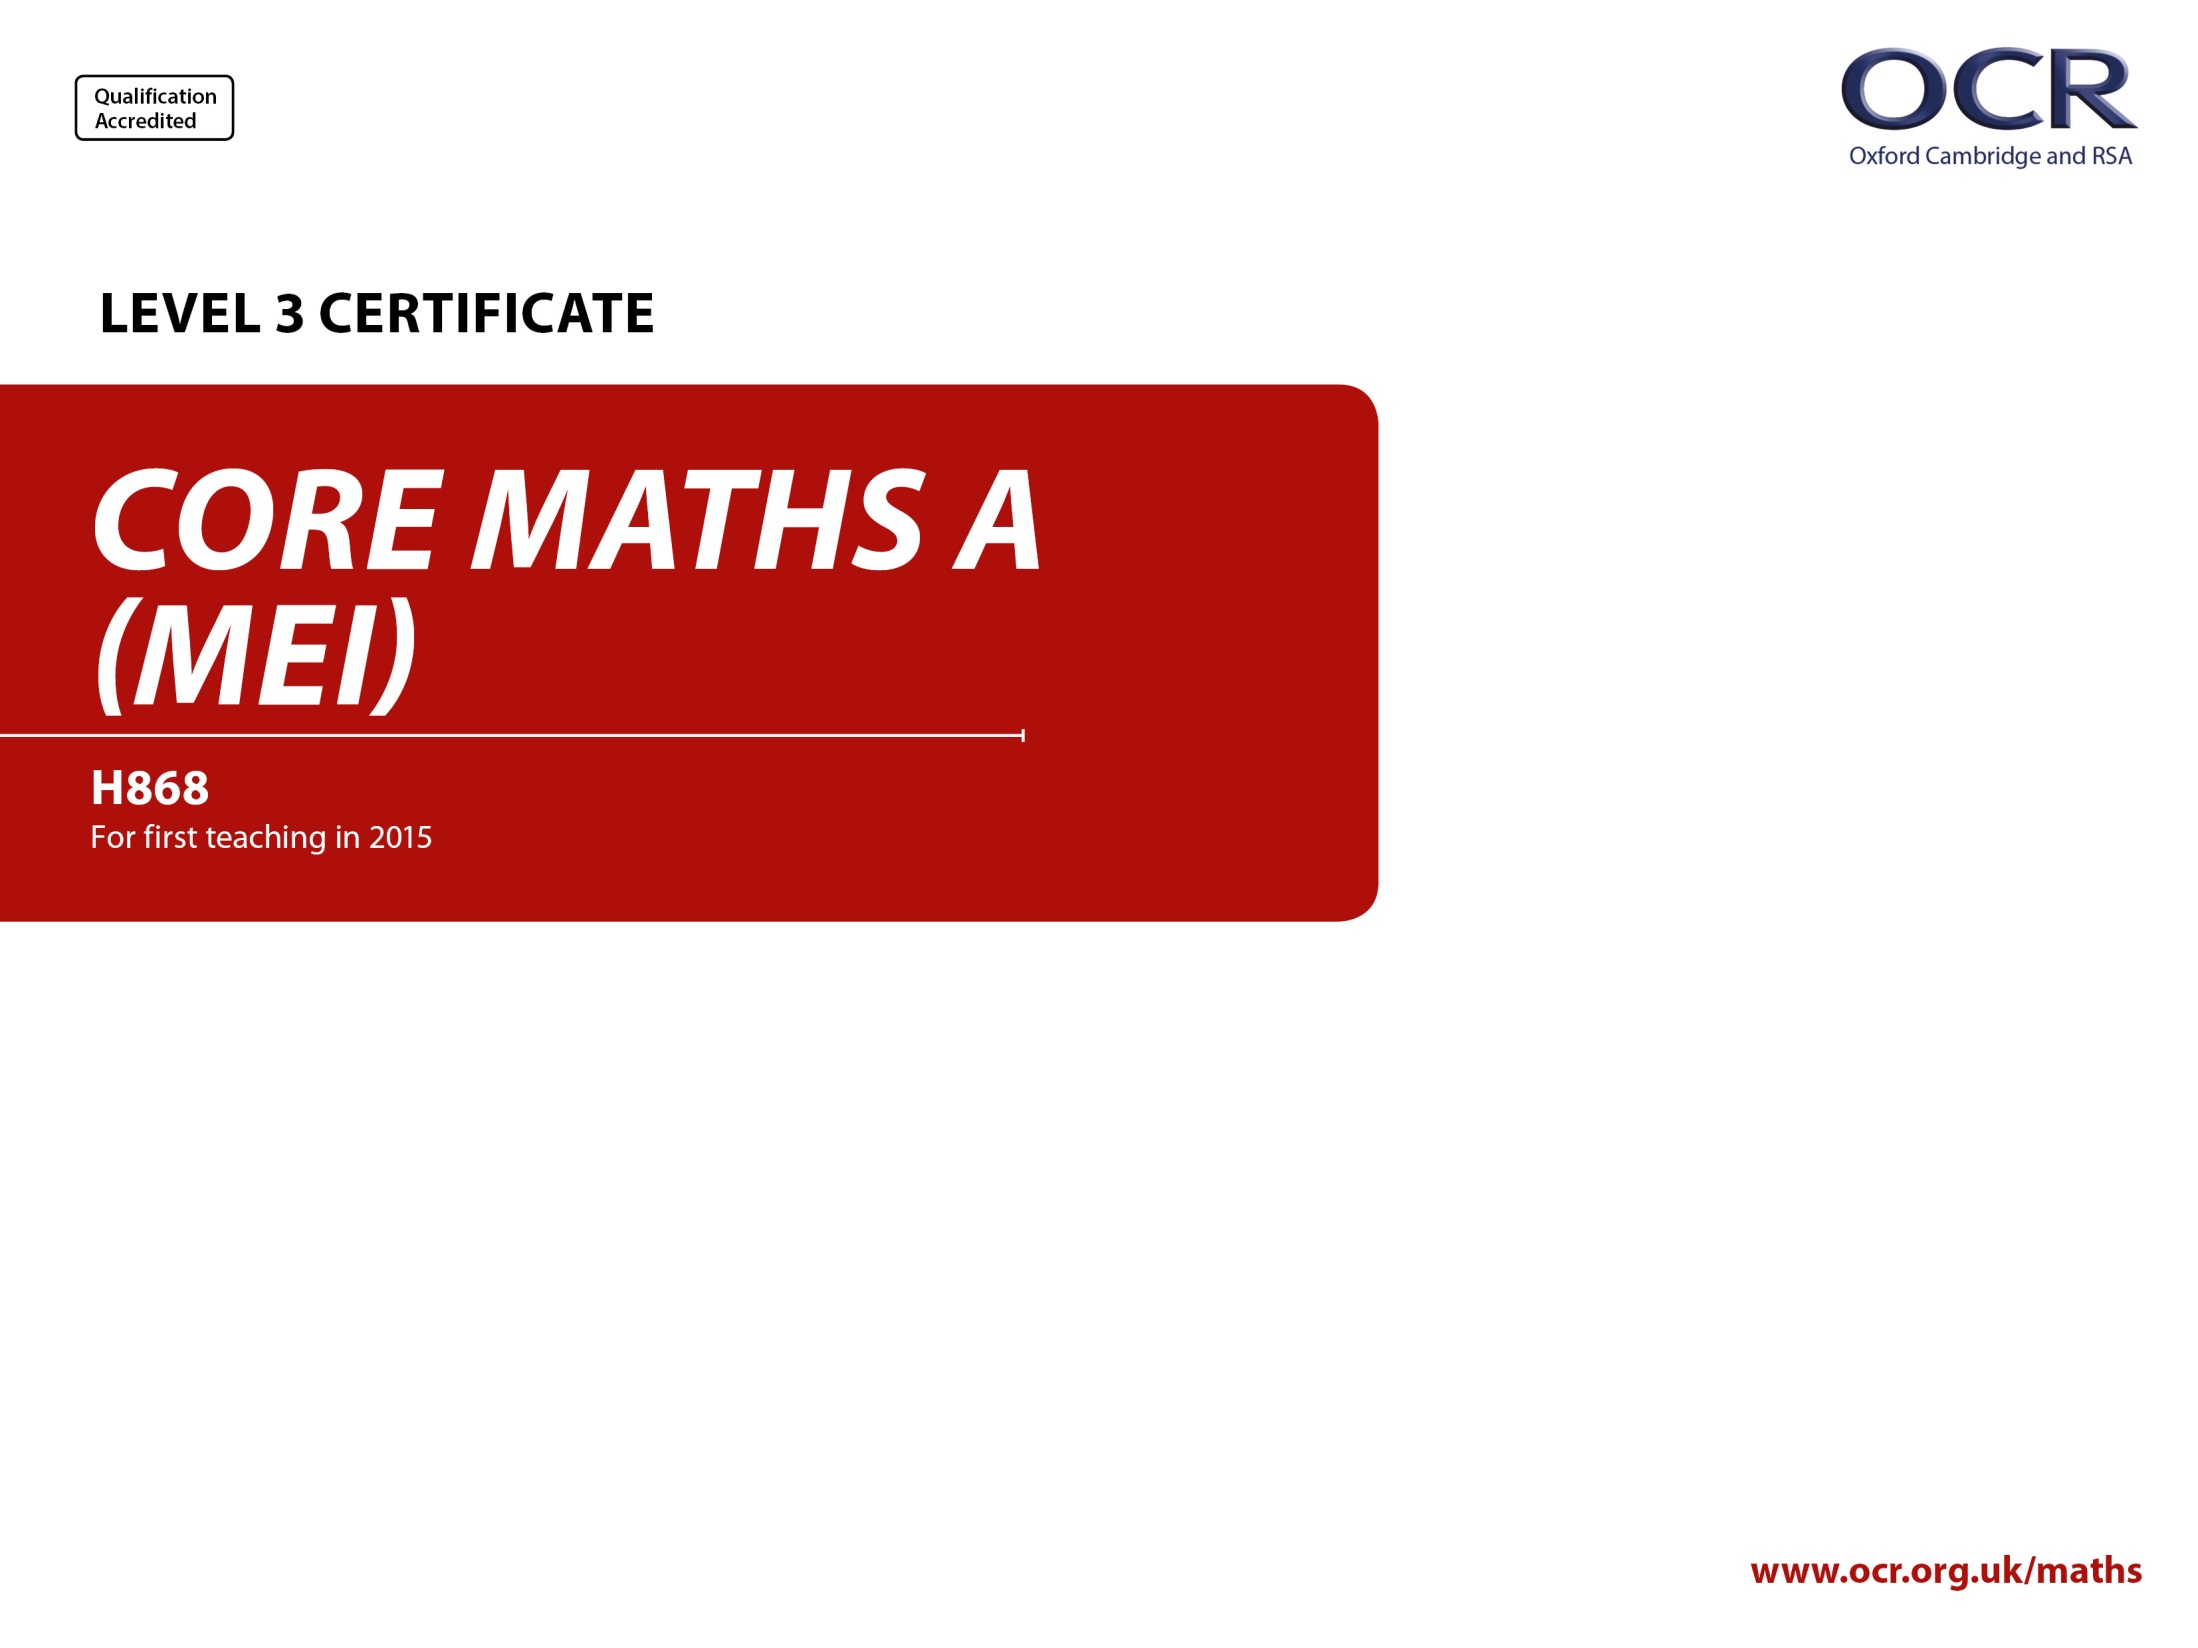 Qualification
Accredited
OCR
Oxford Cambridge and RSA
LEVEL 3 CERTIFICATE
CORE MATHS A
(MEI)
H868
For first teaching in 2015
www.ocr.org.uk/maths